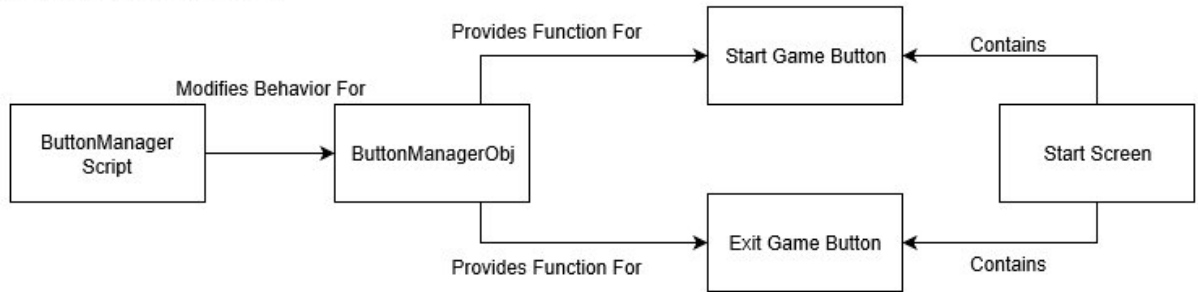 Provides Function For
Start Game Button
Contains
Modifies Behavior For
ButtonManager
Script
ButtonManagerObj
Start Screen
Exit Game Button
Provides Function For
Contains